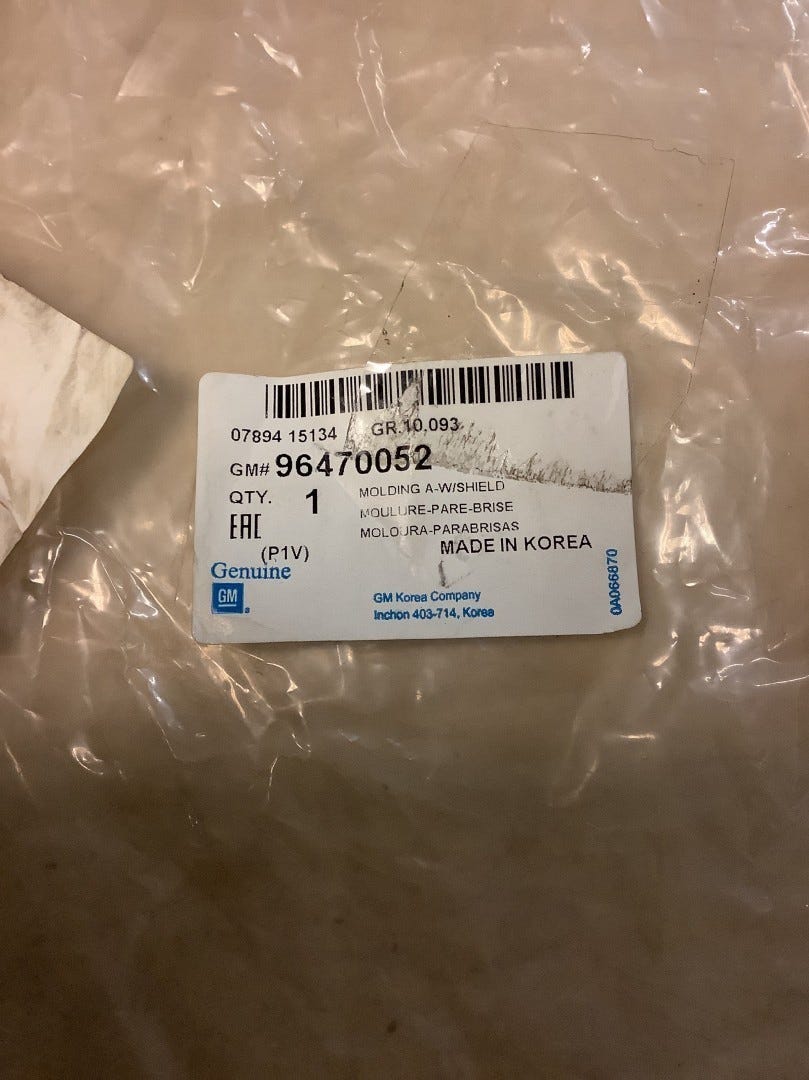 07894 15134 GR.10.093
GM# 96470052
QTY. 1 MOLDING A-W/SHIELD
MOULURE-PARE-BRISE
EAC MOLDURA-PARABRISAS
(P1V) MADE IN KOREA
Genuine
GM
GM Korea Company
Inchon 403-714, Korea
0A066870